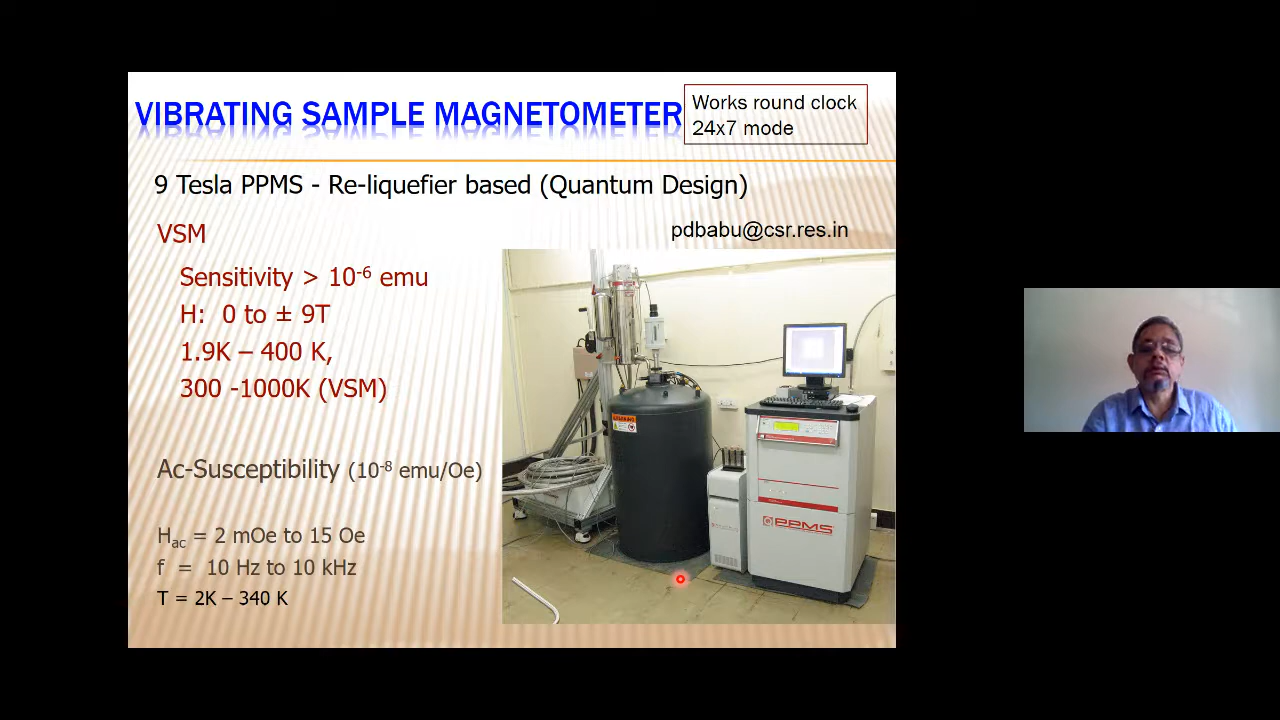 VIBRATING SAMPLE MAGNETOMETER
Works round clock
24x7 mode
9 Tesla PPMS - Re-liquefier based (Quantum Design)
pdbabu@csr.res.in
VSM
Sensitivity > 10-6 emu
H: 0 to ± 9T
1.9K – 400 K,
300 -1000K (VSM)
Ac-Susceptibility (10-8 emu/Oe)
Hac = 2 mOe to 15 Oe
f = 10 Hz to 10 kHz
T = 2K – 340 K
PPMS